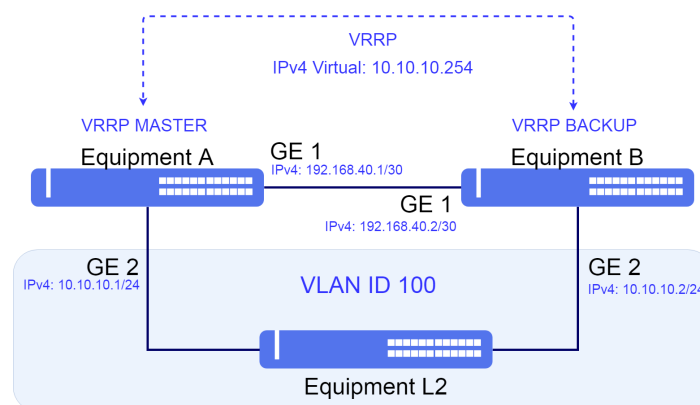 VRRP
IPv4 Virtual: 10.10.10.254
VRRP MASTER
VRRP BACKUP
Equipment A
GE 1
Equipment B
IPv4: 192.168.40.1/30
GE 1
IPv4: 192.168.40.2/30
GE 2
IPv4: 10.10.10.1/24
VLAN ID 100
GE 2
IPv4: 10.10.10.2/24
Equipment L2